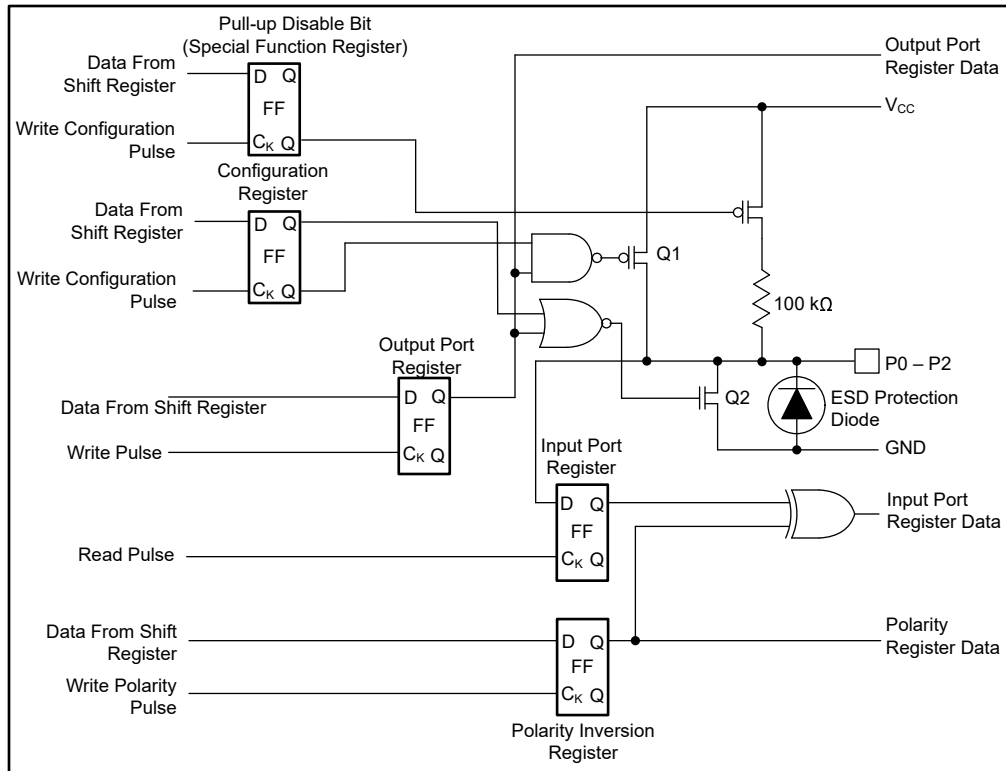 Pull-up Disable Bit
(Special Function Register)
Data From
Shift Register
D Q
FF
Write Configuration
Pulse
CK Q
Output Port
Register Data
VCC
Configuration
Register
Data From
Shift Register
D Q
FF
Write Configuration
Pulse
CK Q
Q1
100 kΩ
Output Port
Register
Data From Shift Register
D Q
FF
Write Pulse
CK Q
P0 – P2
Q2
ESD Protection
Diode
GND
Input Port
Register
D Q
FF
Read Pulse
CK Q
Input Port
Register Data
Data From Shift
Register
D Q
FF
Write Polarity
Pulse
CK Q
Polarity
Register Data
Polarity Inversion
Register